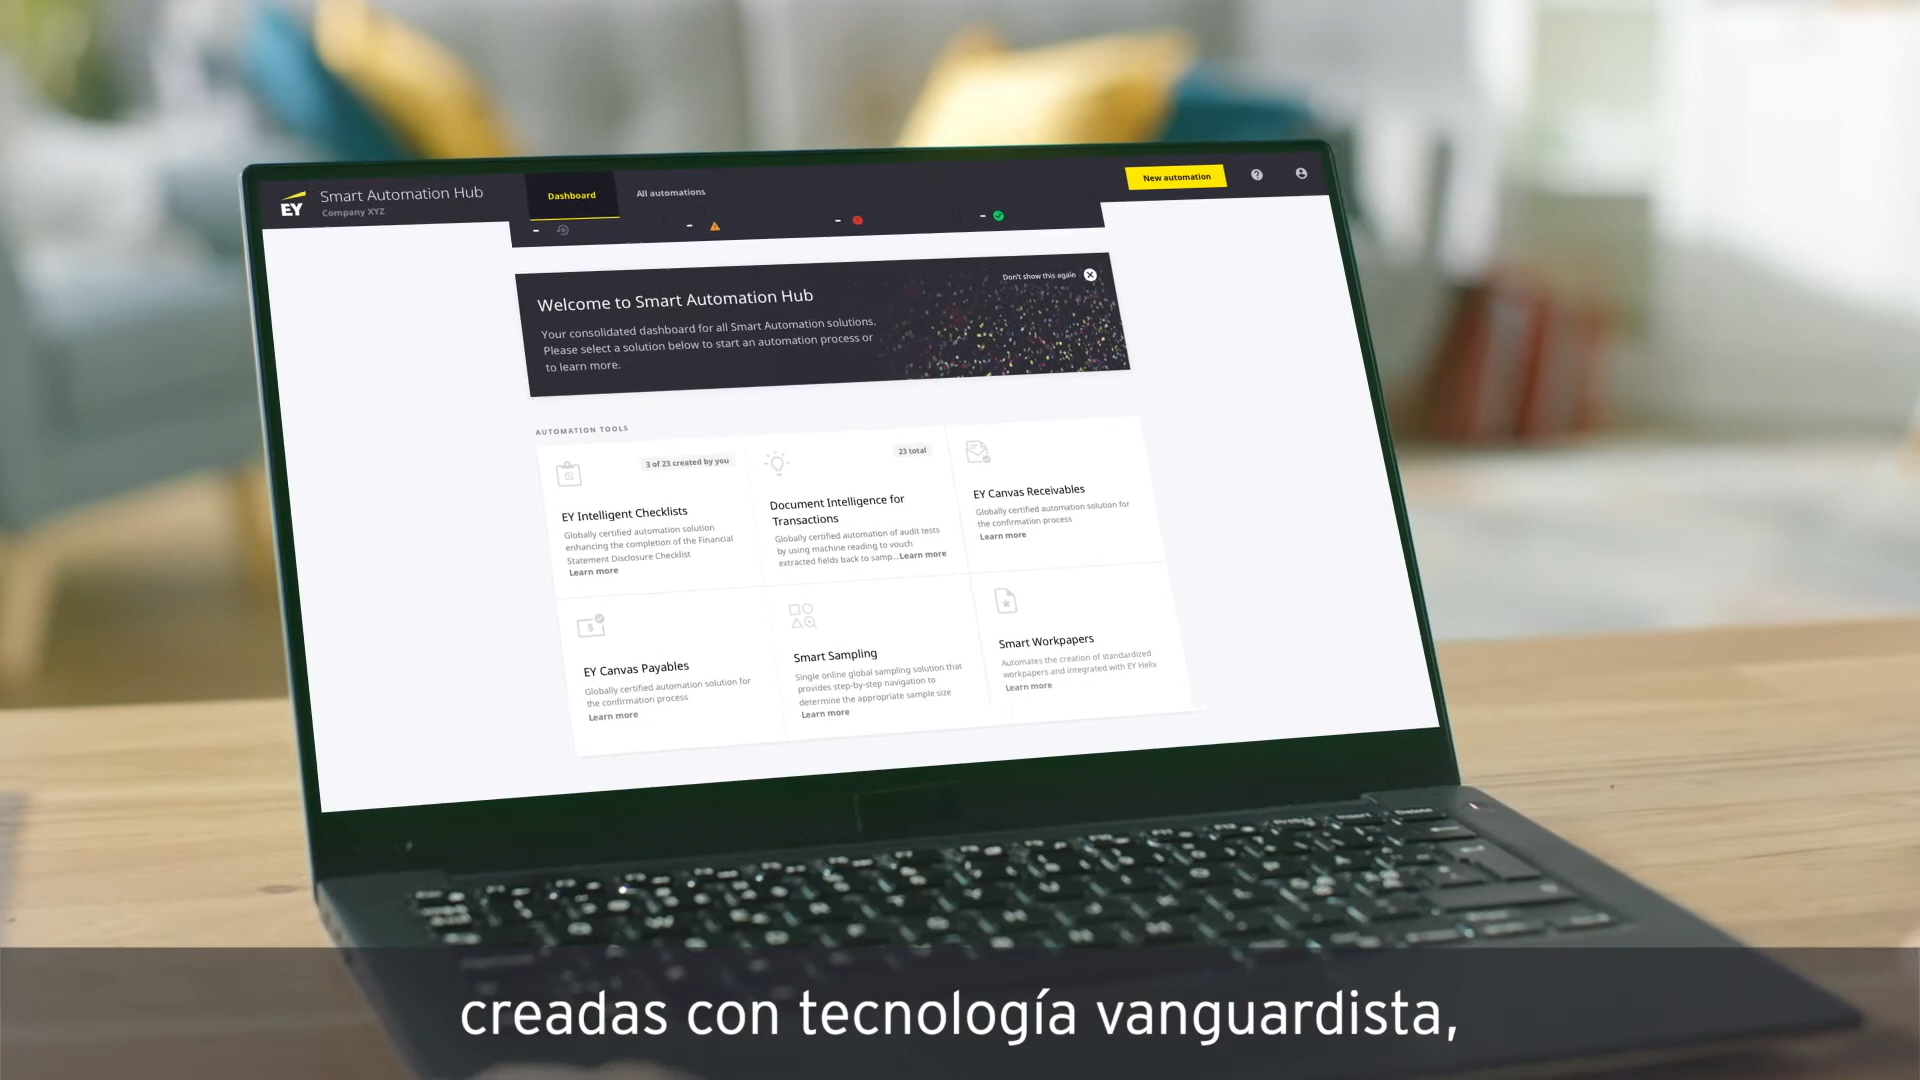 EY
Smart Automation Hub
Company XYZ
Dashboard
All automations
New automation
Don't show this again
Welcome to Smart Automation Hub
Your consolidated dashboard for all Smart Automation solutions.
Please select a solution below to start an automation process or
to learn more.
AUTOMATION TOOLS
3 of 23 created by you
EY Intelligent Checklists
Globally certified automation solution
enhancing the completion of the Financial
Statement Disclosure Checklist
Learn more
23 total
Document Intelligence for
Transactions
Globally certified automation of audit tests
by using machine reading to vouch
extracted fields back to samp...Learn more
EY Canvas Receivables
Globally certified automation solution for
the confirmation process
Learn more
EY Canvas Payables
Globally certified automation solution for
the confirmation process
Learn more
Smart Sampling
Single online global sampling solution that
provides step-by-step navigation to
determine the appropriate sample size
Learn more
Smart Workpapers
Automates the creation of standardized
workpapers and integrated with EY Helix
Learn more
creadas con tecnología vanguardista,